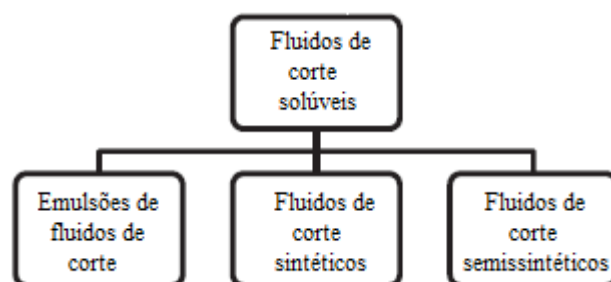 Fluidos de
corte
solúveis
Emulsões de
fluidos de
corte
Fluidos de
corte
sintéticos
Fluidos de
corte
semissintéticos